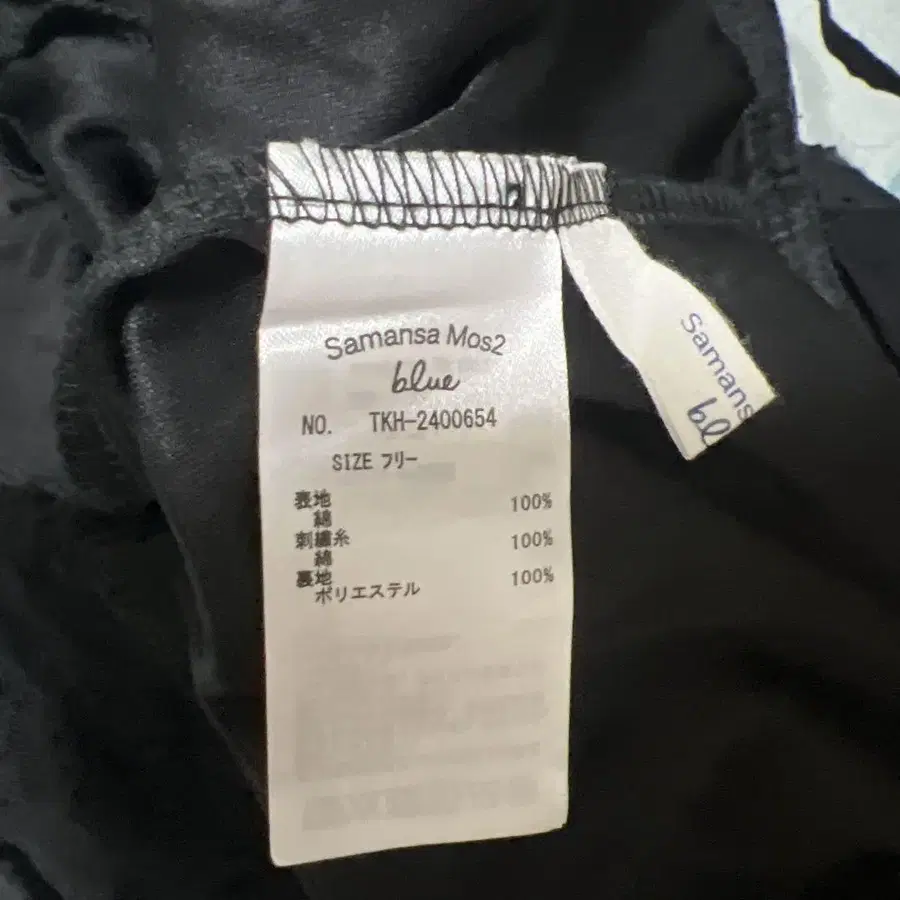 Samansa Mos2
blue
NO. TKH-2400654
SIZE フリー
表地
綿 100%
刺繍糸
綿 100%
裏地
ポリエステル 100%
Samans
bl